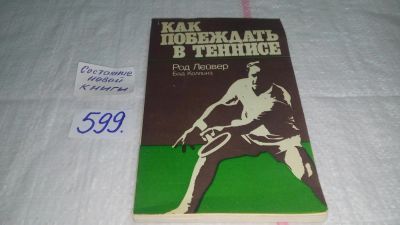 Состояние
новой
книги
599.
КАК
ПОБЕЖДАТЬ
В ТЕННИСЕ
Род Лейвер
Бад Коллинз